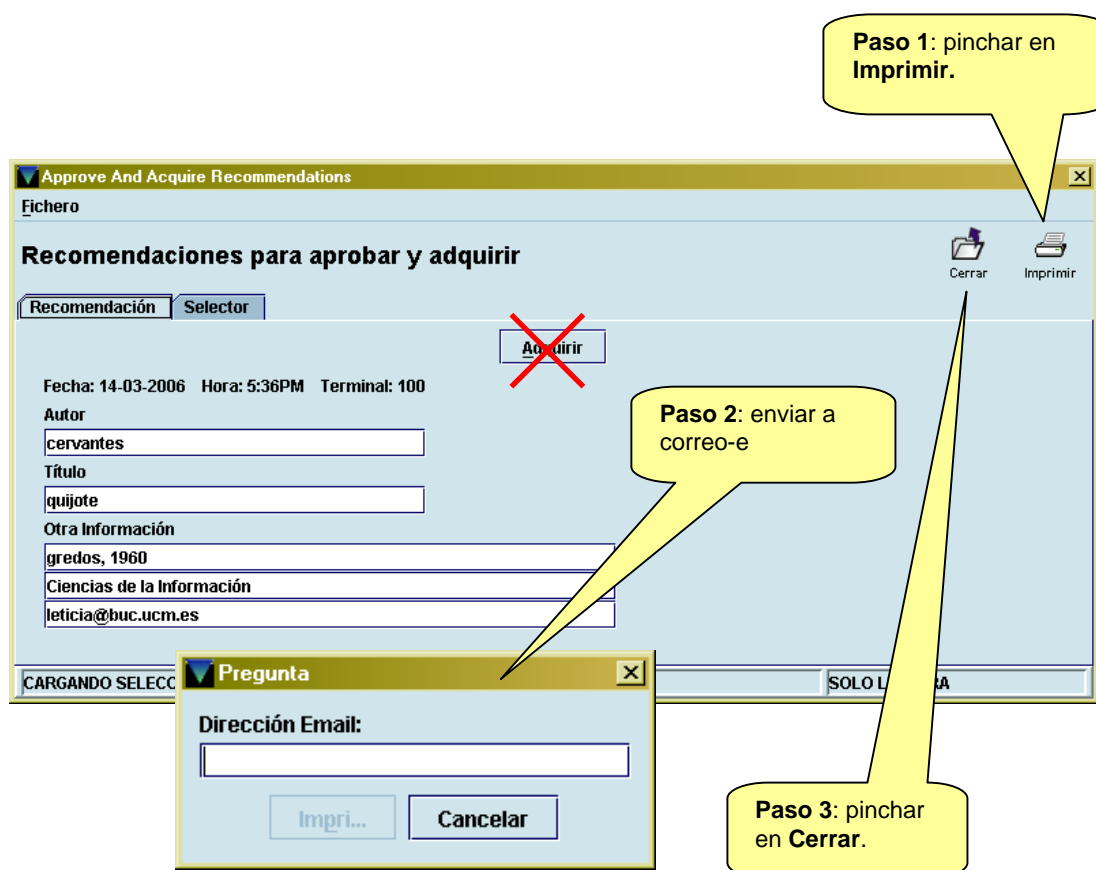 Paso 1: pinchar en
Imprimir.
Approve And Acquire Recommendations
Fichero
Recomendaciones para aprobar y adquirir
Cerrar
Imprimir
Recomendación
Selector
Adquirir
Fecha: 14-03-2006 Hora: 5:36PM Terminal: 100
Autor
cervantes
Paso 2: enviar a
correo-e
Título
quijote
Otra Información
gredos, 1960
Ciencias de la Información
leticia@buc.ucm.es
CARGANDO
SOLO
Pregunta
Dirección Email:
Impri...
Cancelar
Paso 3: pinchar
en Cerrar.